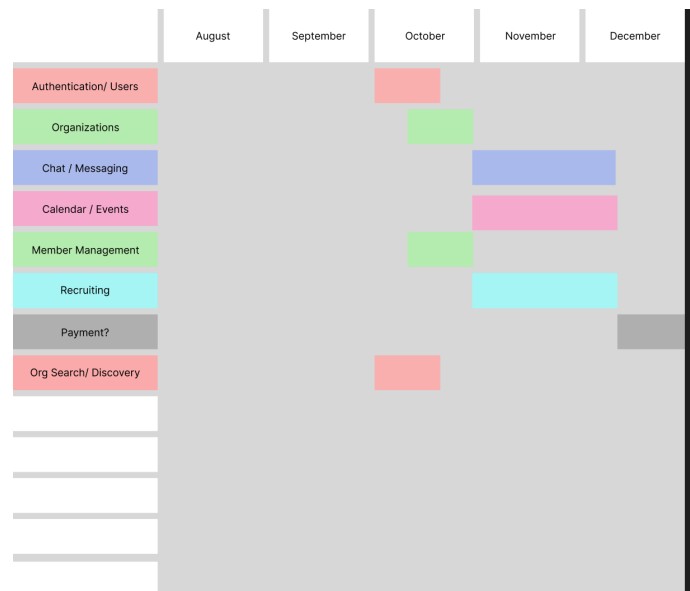 August
September
October
November
December
Authentication/ Users
Organizations
Chat / Messaging
Calendar / Events
Member Management
Recruiting
Payment?
Org Search/ Discovery